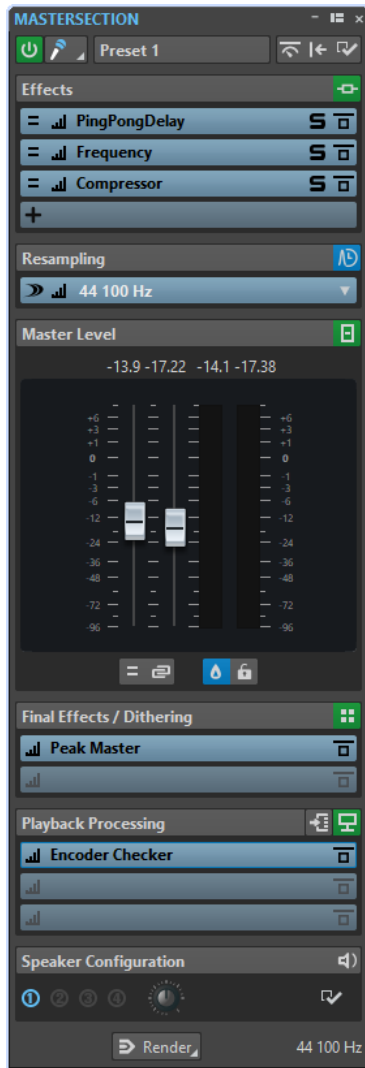 MASTERSECTION
Preset 1
Effects
PingPongDelay S
Frequency S
Compressor S
Resampling
44 100 Hz
Master Level
-13.9 -17.22 -14.1 -17.38
+6 +6
+3 +3
+1 +1
0 0
-1 -1
-3 -3
-6 -6
-12 -12
-24 -24
-36 -36
-48 -48
-72 -72
-96 -96
Final Effects / Dithering
Peak Master
Playback Processing
Encoder Checker
Speaker Configuration
1 2 3 4
Render 44 100 Hz